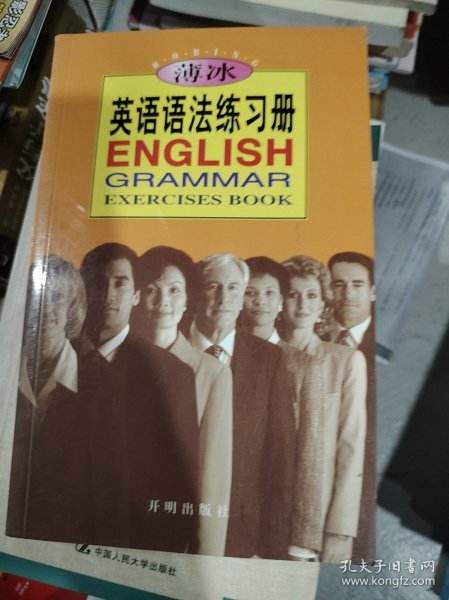 薄冰
英语语法练习册
ENGLISH
GRAMMAR
EXERCISES BOOK
开明出版社
中国人民大学出版社
孔夫子旧书网
www.kongfz.com